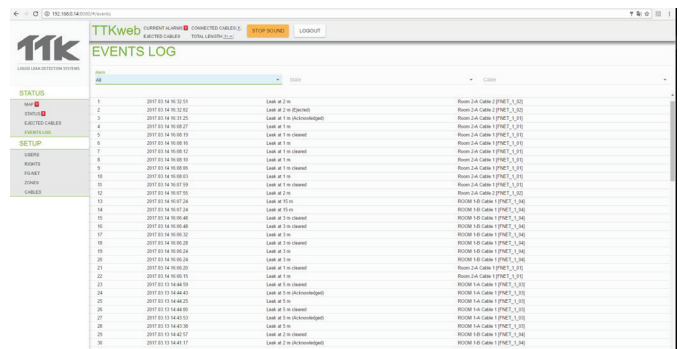 192.168.0.14:8080/#/events
TTKweb
CURRENT ALARMS
CONNECTED CABLES
EJECTED CABLES
TOTAL LENGTH
STOP SOUND
LOGOUT
TTK
LIQUID LEAK DETECTION SYSTEMS
EVENTS LOG
Alarm
All
Date
Cable
STATUS
MAP
STATUS
EJECTED CABLES
EVENTS LOG
SETUP
USERS
RIGHTS
FG-NET
ZONES
CABLES
1 2017.03.14 16:32:51 Leak at 2 m Room 2-A Cable 2 [FNET_1_02]
2 2017.03.14 16:32:02 Leak at 2 m (Ejected) Room 2-A Cable 2 [FNET_1_02]
3 2017.03.14 16:31:25 Leak at 1 m (Acknowledged) Room 2-A Cable 1 [FNET_1_01]
4 2017.03.14 16:08:27 Leak at 1 m Room 2-A Cable 1 [FNET_1_01]
5 2017.03.14 16:08:19 Leak at 1 m cleared Room 2-A Cable 1 [FNET_1_01]
6 2017.03.14 16:08:16 Leak at 1 m Room 2-A Cable 1 [FNET_1_01]
7 2017.03.14 16:08:12 Leak at 1 m cleared Room 2-A Cable 1 [FNET_1_01]
8 2017.03.14 16:08:10 Leak at 1 m Room 2-A Cable 1 [FNET_1_01]
9 2017.03.14 16:08:06 Leak at 1 m cleared Room 2-A Cable 1 [FNET_1_01]
10 2017.03.14 16:08:03 Leak at 1 m Room 2-A Cable 1 [FNET_1_01]
11 2017.03.14 16:07:59 Leak at 1 m cleared Room 2-A Cable 1 [FNET_1_01]
12 2017.03.14 16:07:55 Leak at 2 m Room 2-A Cable 2 [FNET_1_02]
13 2017.03.14 16:07:24 Leak at 15 m ROOM 1-B Cable 1 [FNET_1_04]
14 2017.03.14 16:07:24 Leak at 15 m ROOM 1-B Cable 1 [FNET_1_04]
15 2017.03.14 16:06:48 Leak at 3 m cleared ROOM 1-B Cable 1 [FNET_1_04]
16 2017.03.14 16:06:48 Leak at 3 m cleared ROOM 1-B Cable 1 [FNET_1_04]
17 2017.03.14 16:06:32 Leak at 3 m ROOM 1-B Cable 1 [FNET_1_04]
18 2017.03.14 16:06:28 Leak at 3 m cleared ROOM 1-B Cable 1 [FNET_1_04]
19 2017.03.14 16:06:24 Leak at 3 m ROOM 1-B Cable 1 [FNET_1_04]
20 2017.03.14 16:06:24 Leak at 3 m ROOM 1-B Cable 1 [FNET_1_04]
21 2017.03.14 16:06:20 Leak at 1 m cleared Room 2-A Cable 1 [FNET_1_01]
22 2017.03.14 16:06:15 Leak at 1 m Room 2-A Cable 1 [FNET_1_01]
23 2017.03.13 14:44:59 Leak at 5 m cleared ROOM 1-A Cable 1 [FNET_1_03]
24 2017.03.13 14:44:43 Leak at 5 m (Acknowledged) ROOM 1-A Cable 1 [FNET_1_03]
25 2017.03.13 14:44:25 Leak at 5 m ROOM 1-A Cable 1 [FNET_1_03]
26 2017.03.13 14:44:00 Leak at 5 m cleared ROOM 1-A Cable 1 [FNET_1_03]
27 2017.03.13 14:43:53 Leak at 5 m (Acknowledged) ROOM 1-A Cable 1 [FNET_1_03]
28 2017.03.13 14:43:38 Leak at 5 m ROOM 1-A Cable 1 [FNET_1_03]
29 2017.03.13 14:42:57 Leak at 2 m cleared ROOM 1-A Cable 1 [FNET_1_03]
30 2017.03.13 14:41:17 Leak at 2 m (Acknowledged) ROOM 1-A Cable 1 [FNET_1_03]